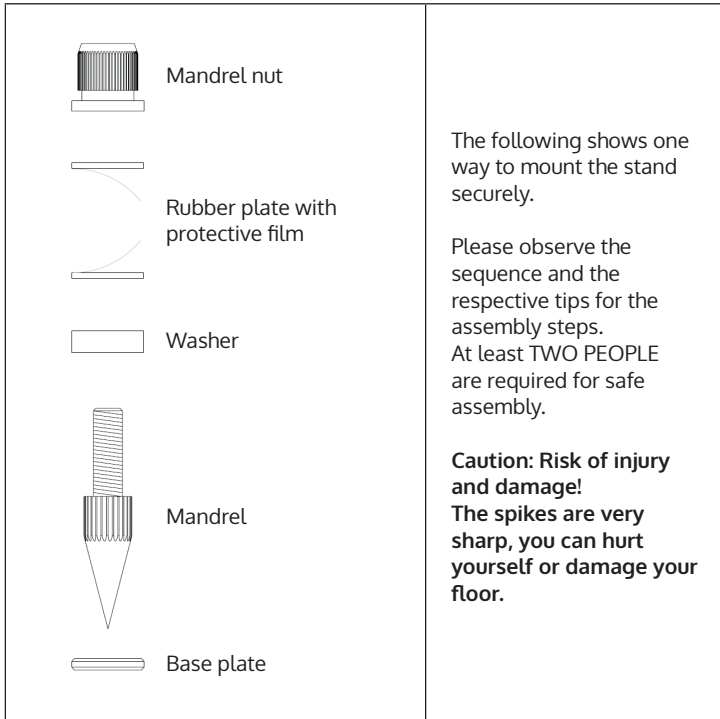 Mandrel nut
Rubber plate with
protective film
Washer
Mandrel
Base plate
The following shows one
way to mount the stand
securely.
Please observe the
sequence and the
respective tips for the
assembly steps.
At least TWO PEOPLE
are required for safe
assembly.
Caution: Risk of injury
and damage!
The spikes are very
sharp, you can hurt
yourself or damage your
floor.